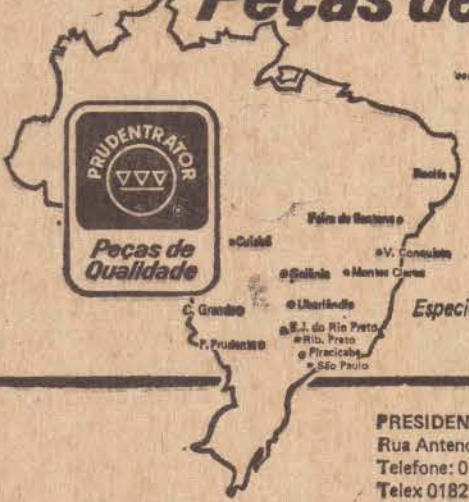 Peças de
PRUDENTRATOR
Peças de
Qualidade
Recife
Feira de Santana
Cuiabá
V. Conquista
Goiânia
Montes Claros
C. Grande
Uberlândia
Especi
S.J. do Rio Preto
Rib. Preto
P. Prudente
Piracicaba
São Paulo
PRESIDEN
Rua Anteno
Telefone: 0
Telex 0182